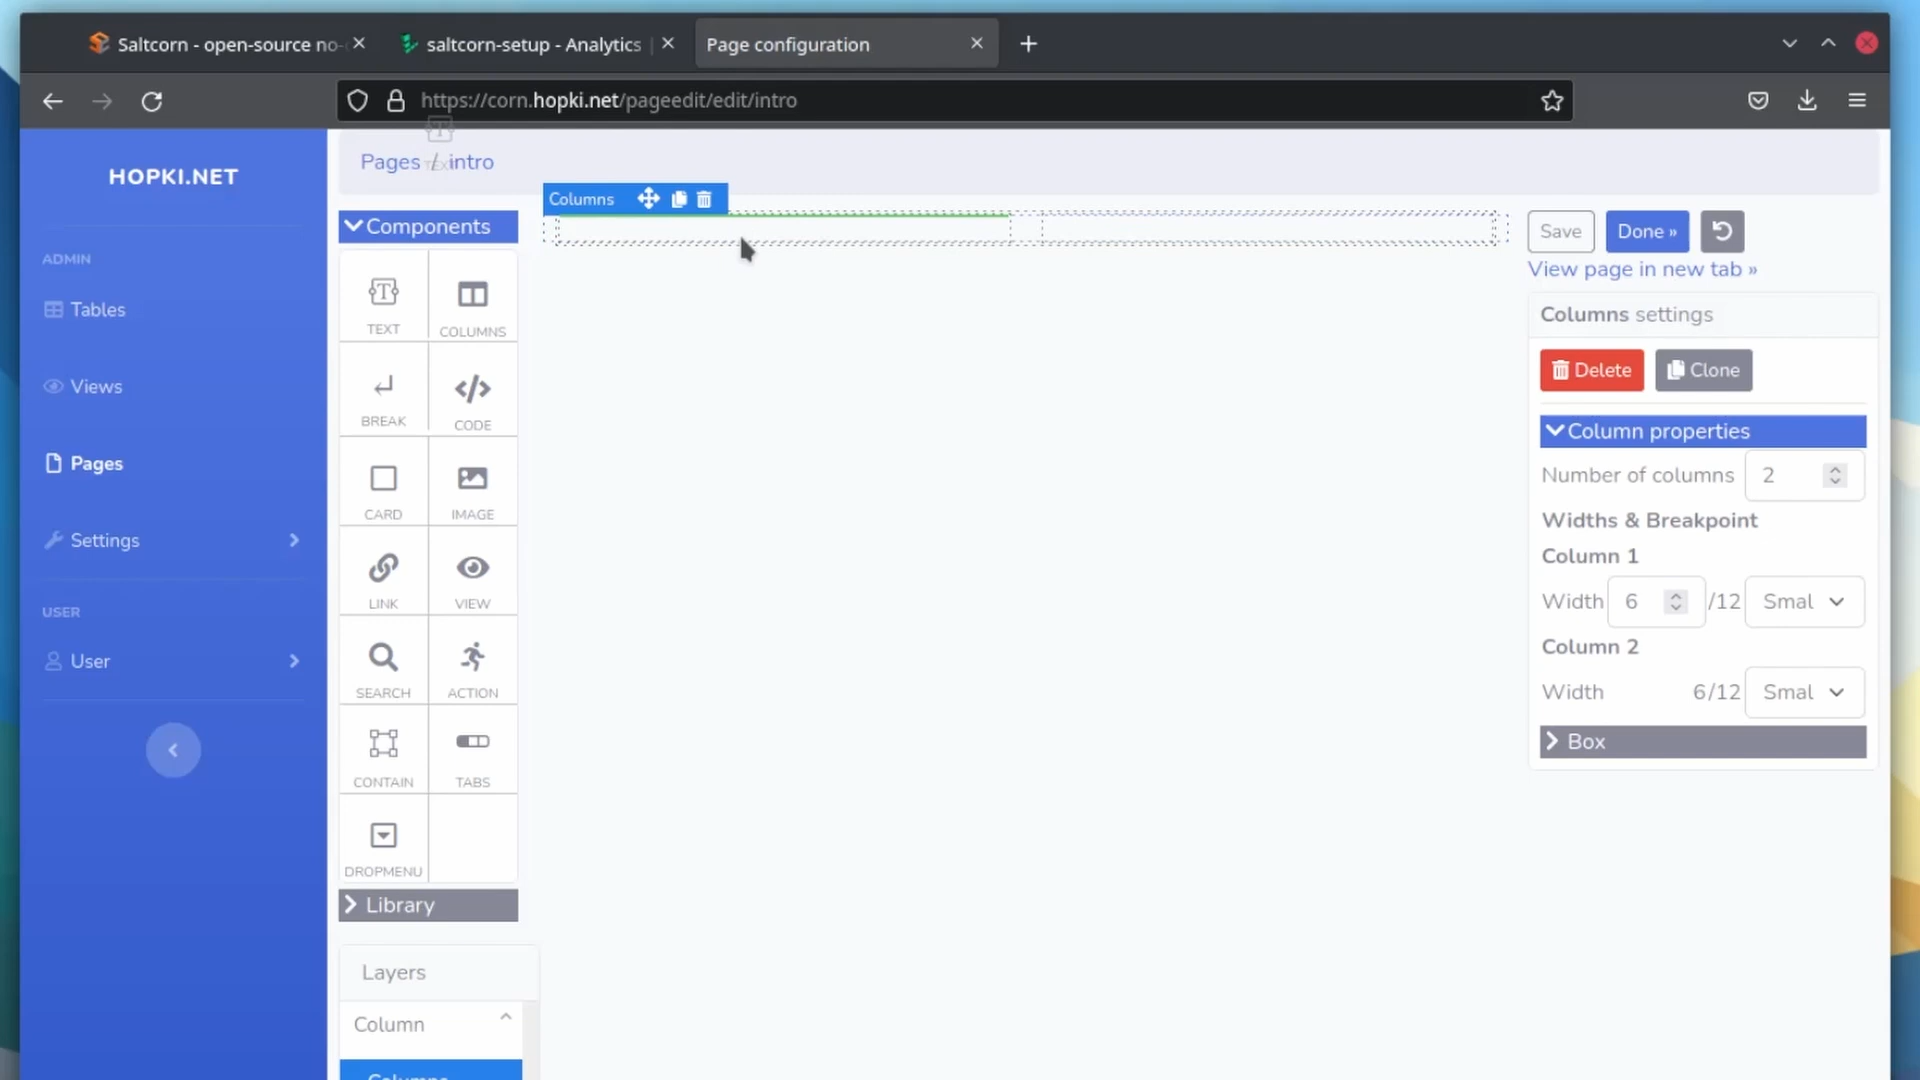 Saltcorn - open-source no-
saltcorn-setup - Analytics
Page configuration
https://corn.hopki.net/pageedit/edit/intro
HOPKI.NET
ADMIN
Tables
Views
Pages
Settings
USER
User
Pages / intro
Components
TEXT
COLUMNS
BREAK
CODE
CARD
IMAGE
LINK
VIEW
SEARCH
ACTION
CONTAIN
TABS
DROPMENU
Library
Layers
Column
Columns
Columns
Save
Done »
View page in new tab »
Columns settings
Delete
Clone
Column properties
Number of columns 2
Widths & Breakpoint
Column 1
Width 6 /12 Smal
Column 2
Width 6/12 Smal
Box